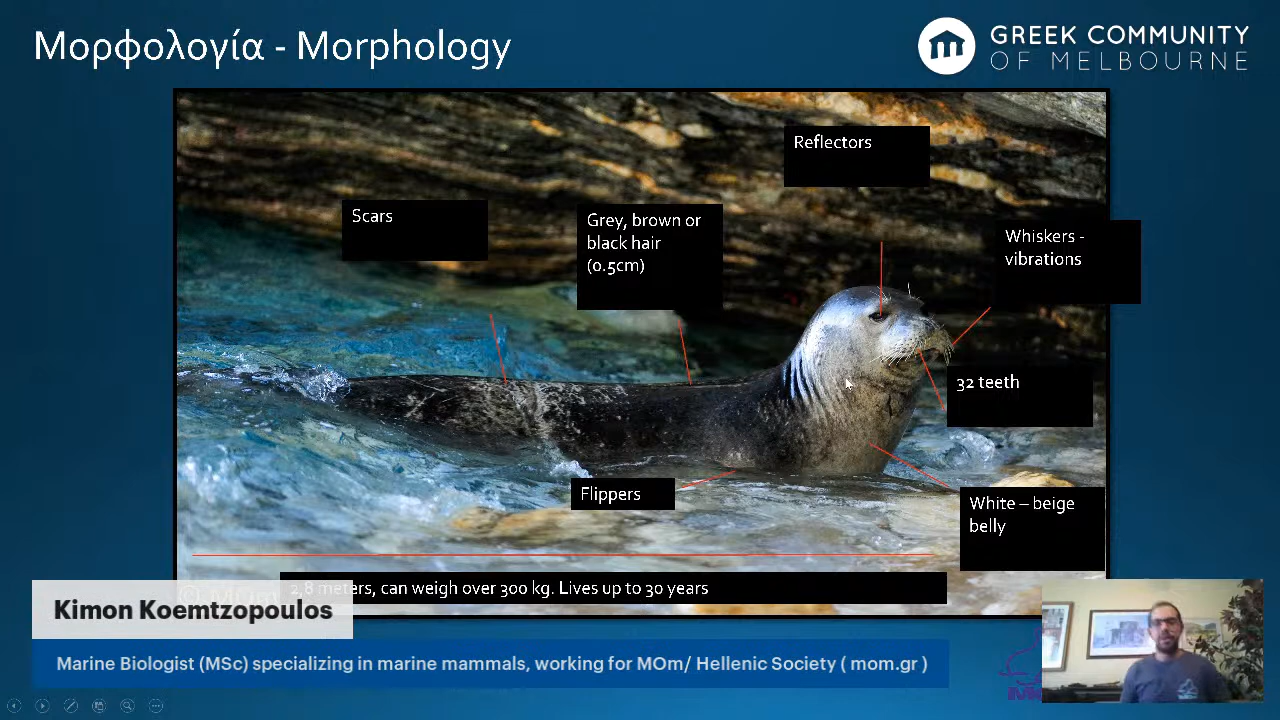 Μορφολογία - Morphology
GREEK COMMUNITY
OF MELBOURNE
Reflectors
Scars
Grey, brown or
black hair
(0.5cm)
Whiskers -
vibrations
32 teeth
Flippers
White – beige
belly
2,8 meters, can weigh over 300 kg. Lives up to 30 years
Kimon Koemtzopoulos
Marine Biologist (MSc) specializing in marine mammals, working for MOm/ Hellenic Society ( mom.gr )